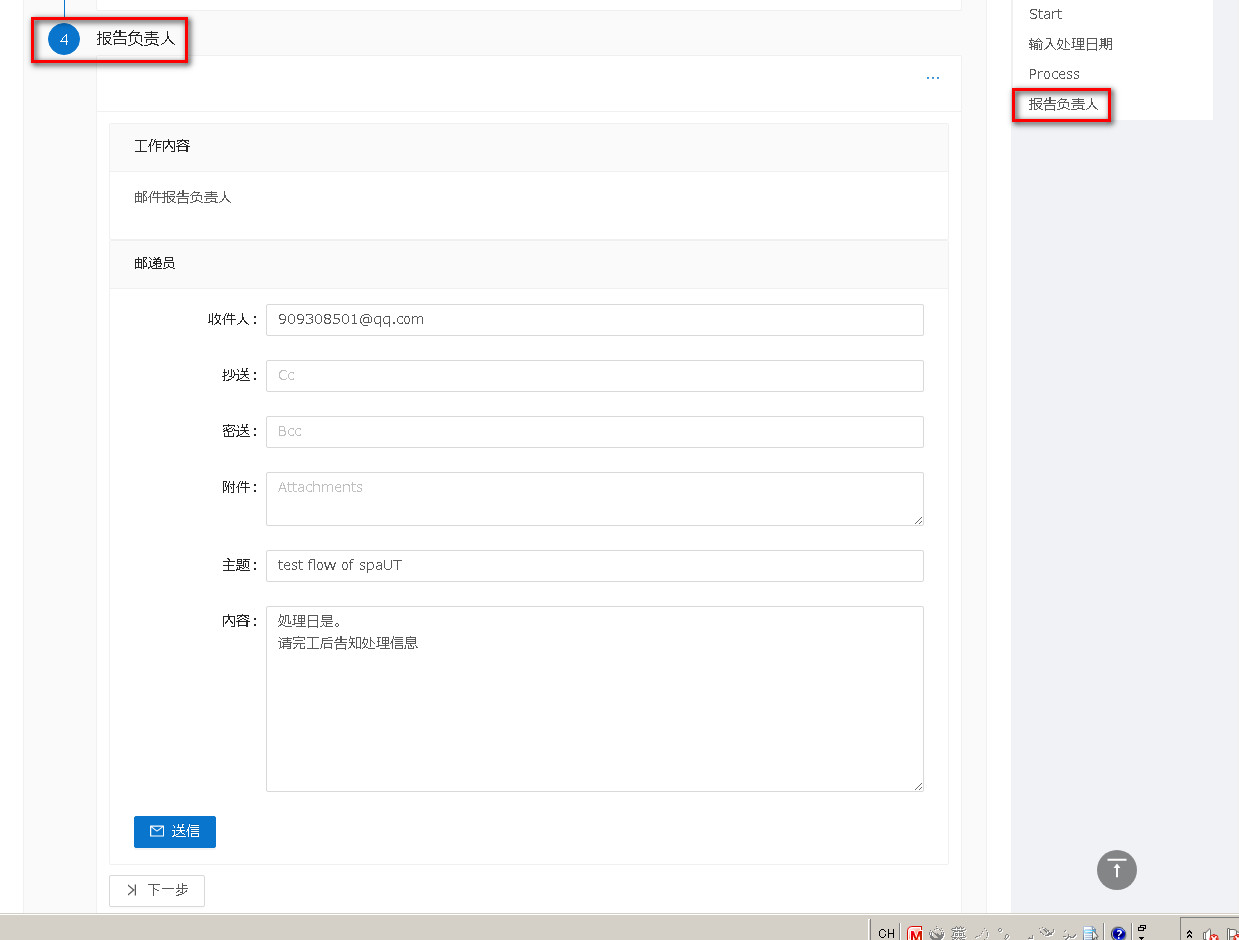 4 报告负责人
...
工作内容
邮件报告负责人
邮递员
收件人: 909308501@qq.com
抄送: Cc
密送: Bcc
附件: Attachments
主题: test flow of spaUT
内容: 处理日是。
请完工后告知处理信息
送信
下一步
Start
输入处理日期
Process
报告负责人
CH
M
英
?